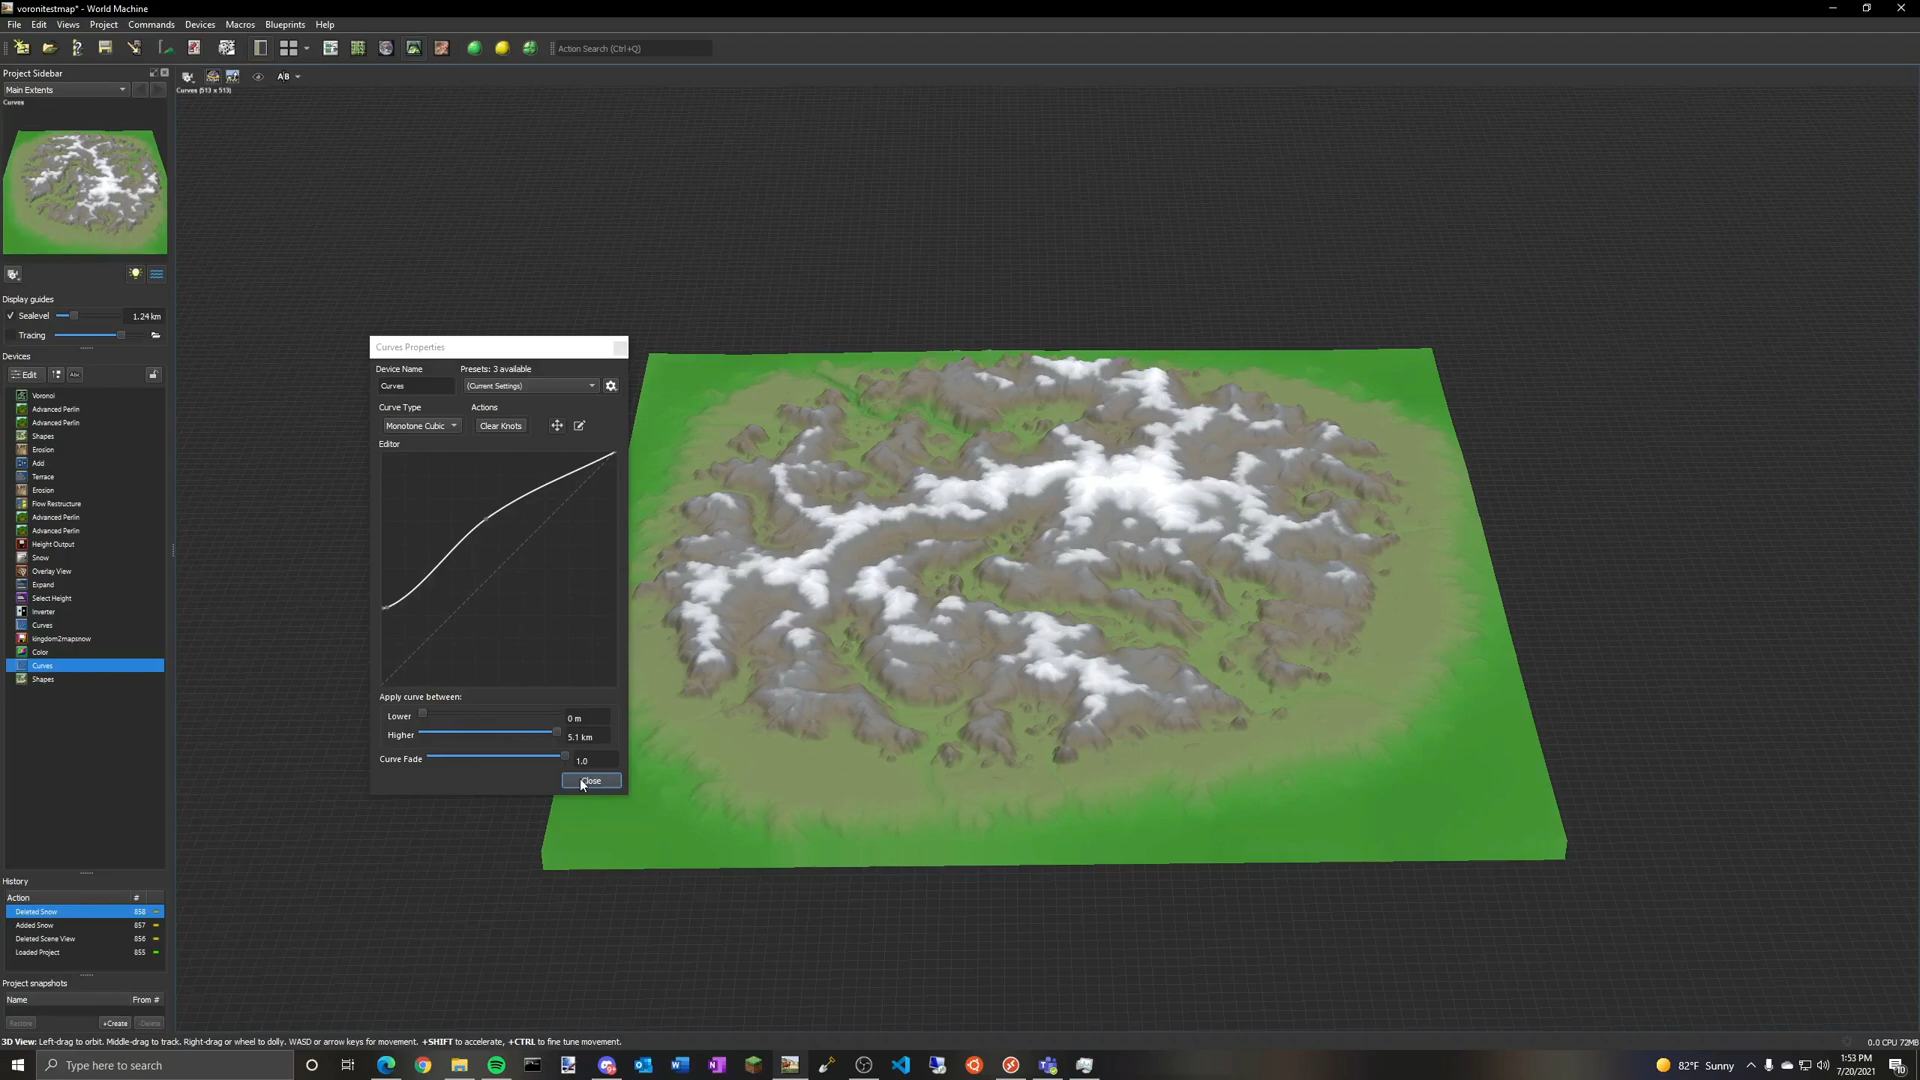 voronitestmap* - World Machine
File Edit Views Project Commands Devices Macros Blueprints Help
Action Search (Ctrl+Q)
Project Sidebar
Main Extents
Curves
A|B
Curves (513 x 513)
Display guides
Sealevel 1.24 km
Tracing
Devices
Edit Abc
Voronoi
Advanced Perlin
Advanced Perlin
Shapes
Erosion
Add
Terrace
Erosion
Flow Restructure
Advanced Perlin
Advanced Perlin
Height Output
Snow
Overlay View
Expand
Select Height
Inverter
Curves
kingdom2mapsnow
Color
Curves
Shapes
History
Action #
Deleted Snow 858
Added Snow 857
Deleted Scene View 856
Loaded Project 855
Project snapshots
Name From #
Restore +Create -Delete
Curves Properties
Device Name Presets: 3 available
Curves (Current Settings)
Curve Type Actions
Monotone Cubic Clear Knots
Editor
Apply curve between:
Lower 0 m
Higher 5.1 km
Curve Fade 1.0
Close
3D View: Left-drag to orbit. Middle-drag to track. Right-drag or wheel to dolly. WASD or arrow keys for movement. +SHIFT to accelerate, +CTRL to fine tune movement.
0.0 CPU 72MB
Type here to search
82°F Sunny
1:53 PM
7/20/2021